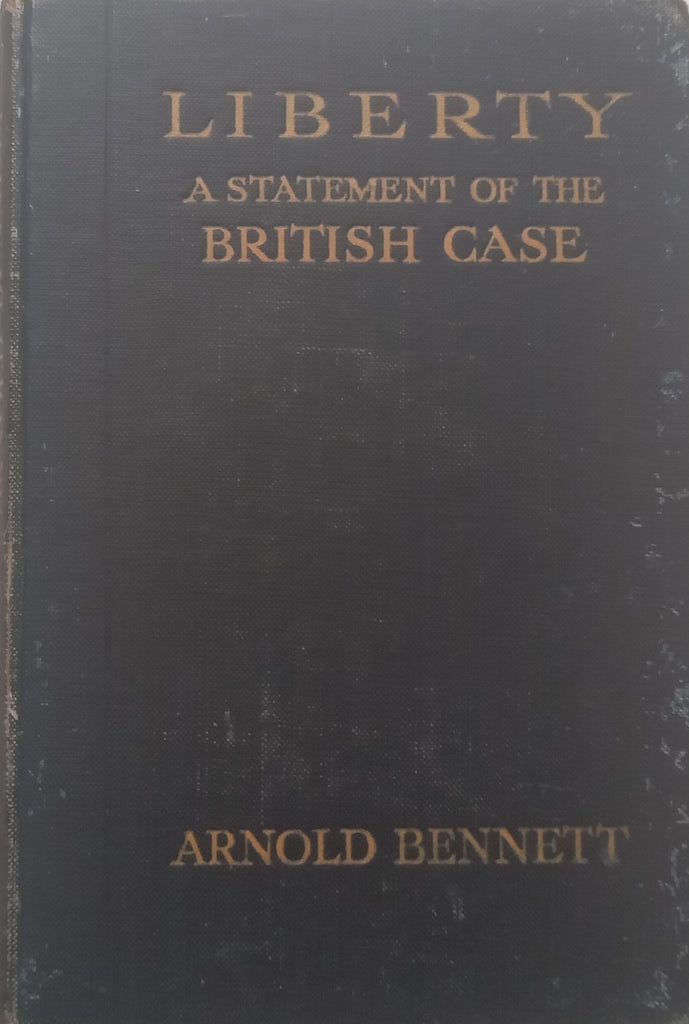 LIBERTY
A STATEMENT OF THE
BRITISH CASE
ARNOLD BENNETT